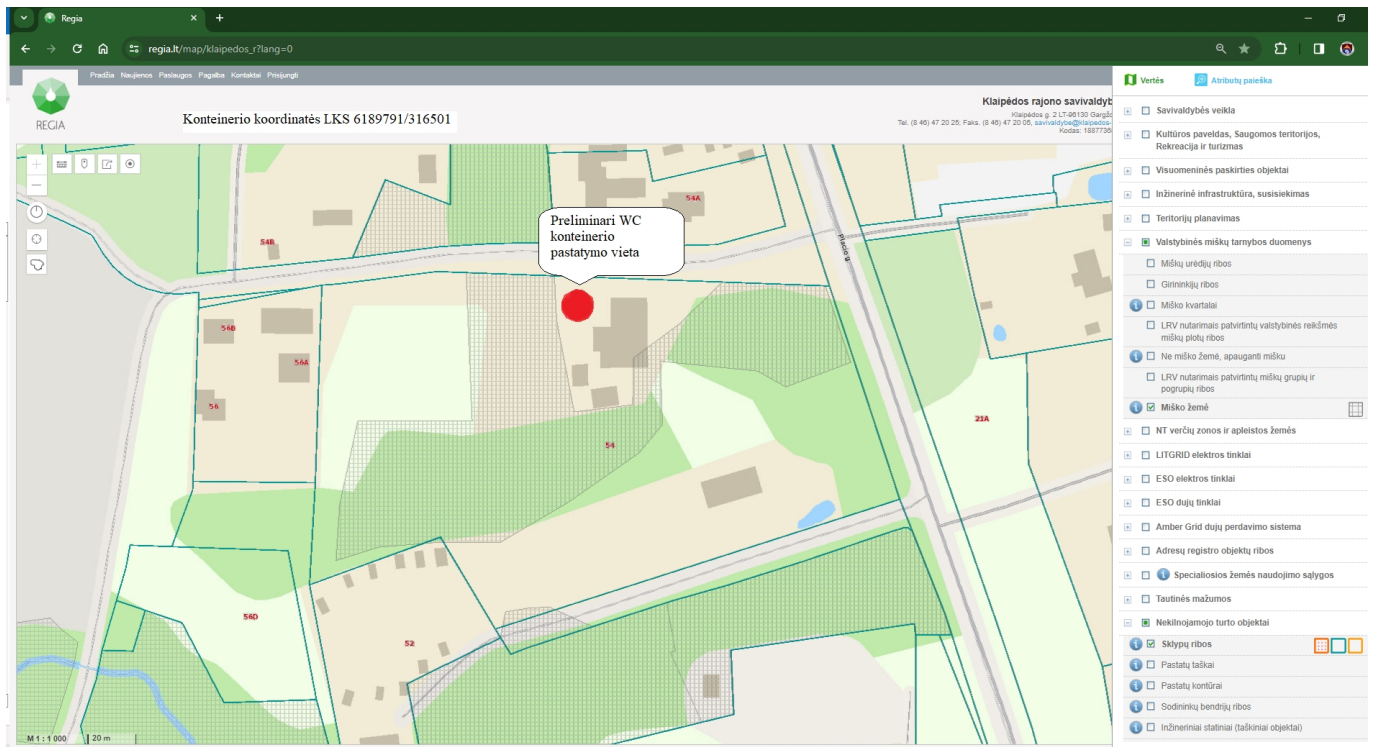 Regia
regia.lt/map/klaipedos_r?lang=0
Pradžia Naujienos Paslaugos Pagalba Kontaktai Prisijungti
REGIA
Konteinerio koordinatės LKS 6189791/316501
Klaipėdos rajono savivaldyb
Klaipėdos g. 2 LT-96130 Gargžd
Tel. (8 46) 47 20 25; Faks. (8 46) 47 20 05, savivaldybe@klaipedos-
Kodas: 1887736
Preliminari WC
konteinerio
pastatymo vieta
54A
54B
Placio g.
56B
56A
56
54
21A
56D
52
M 1 : 1 000
20 m
Vertės
Atributų paieška
Savivaldybės veikla
Kultūros paveldas, Saugomos teritorijos,
Rekreacija ir turizmas
Visuomeninės paskirties objektai
Inžinerinė infrastruktūra, susisiekimas
Teritorijų planavimas
Valstybinės miškų tarnybos duomenys
Miškų urėdijų ribos
Girininkijų ribos
Miško kvartalai
LRV nutarimais patvirtintų valstybinės reikšmės
miškų plotų ribos
Ne miško žemė, apauganti mišku
LRV nutarimais patvirtintų miškų grupių ir
pogrupių ribos
Miško žemė
NT verčių zonos ir apleistos žemės
LITGRID elektros tinklai
ESO elektros tinklai
ESO dujų tinklai
Amber Grid dujų perdavimo sistema
Adresų registro objektų ribos
Specialiosios žemės naudojimo sąlygos
Tautinės mažumos
Nekilnojamojo turto objektai
Sklypų ribos
Pastatų taškai
Pastatų kontūrai
Sodininkų bendrijų ribos
Inžineriniai statiniai (taškiniai objektai)